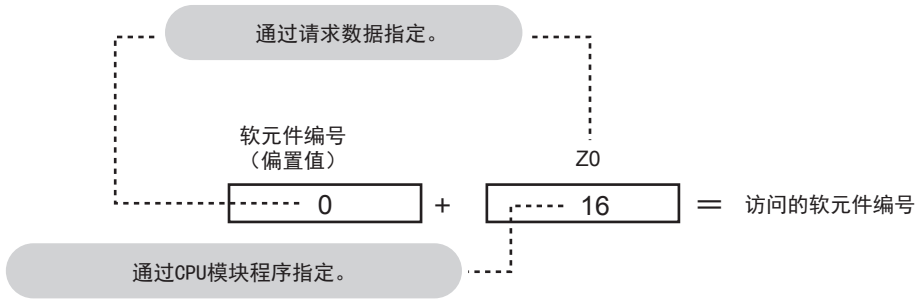 通过请求数据指定。
软元件编号
（偏置值）
Z0
0 + 16 = 访问的软元件编号
通过CPU模块程序指定。